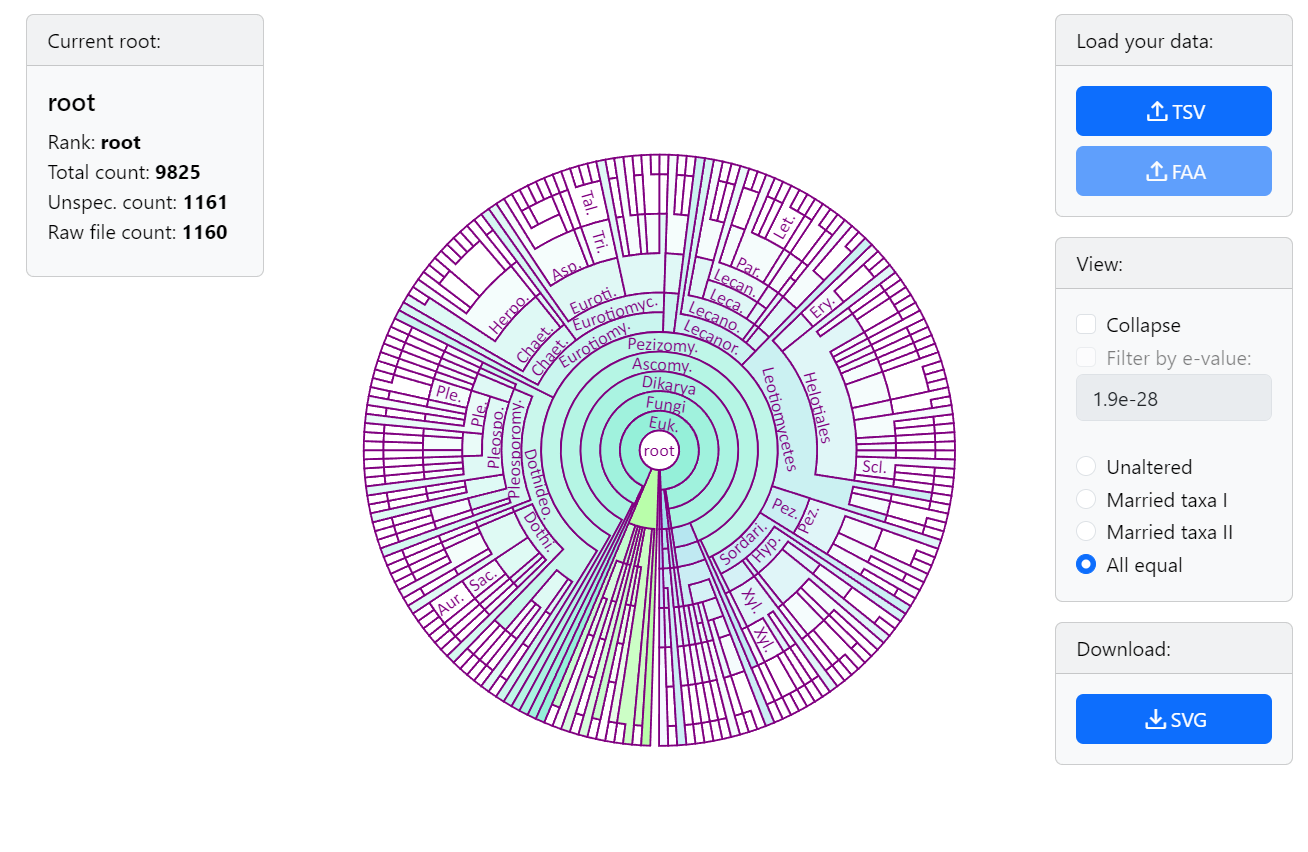 Current root:
root
Rank: root
Total count: 9825
Unspec. count: 1161
Raw file count: 1160
Tal.
Tri.
Asp.
Euroti.
Eurotiomyc.
Eurotiomy.
Herpo.
Chaet.
Chaet.
Let.
Par.
Lecan.
Leca.
Lecano.
Lecanor.
Ery.
Pezizomy.
Ascomy.
Dikarya
Fungi
Euk.
root
Leotiomycetes
Helotiales
Scl.
Ple.
Ple.
Pleospo.
Pleosporomy.
Dothideo.
Dothi.
Sac.
Aur.
Pez.
Pez.
Sordari.
Hyp.
Xyl.
Xyl.
Load your data:
TSV
FAA
View:
Collapse
Filter by e-value:
1.9e-28
Unaltered
Married taxa I
Married taxa II
All equal
Download:
SVG